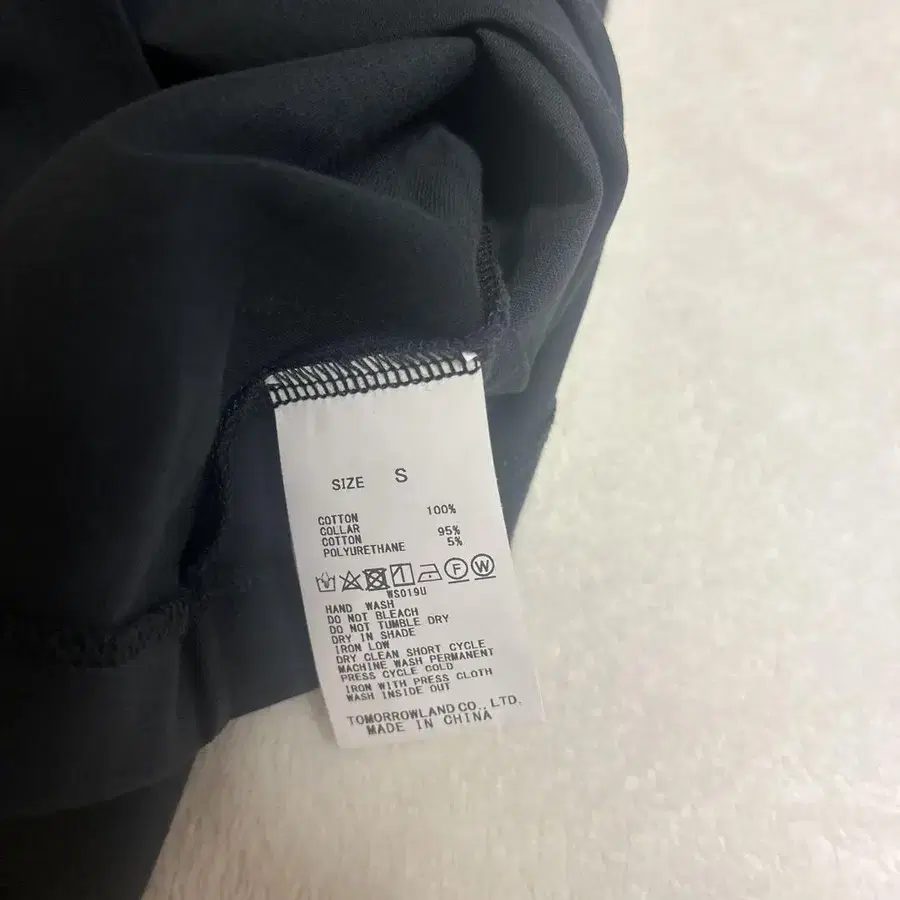 SIZE S
COTTON 100%
COLLAR
COTTON 95%
POLYURETHANE 5%
F W
WS019U
HAND WASH
DO NOT BLEACH
DO NOT TUMBLE DRY
DRY IN SHADE
IRON LOW
DRY CLEAN SHORT CYCLE
MACHINE WASH PERMANENT
PRESS CYCLE COLD
IRON WITH PRESS CLOTH
WASH INSIDE OUT
TOMORROWLAND CO., LTD.
MADE IN CHINA